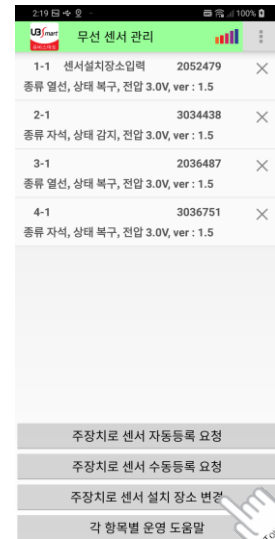 2:19
100%
UBSmart
무선 센서 관리
1-1 센서설치장소입력 2052479
종류 열선, 상태 복구, 전압 3.0V, ver : 1.5
2-1 3034438
종류 자석, 상태 감지, 전압 3.0V, ver : 1.5
3-1 2036487
종류 열선, 상태 복구, 전압 3.0V, ver : 1.5
4-1 3036751
종류 자석, 상태 복구, 전압 3.0V, ver : 1.5
주장치로 센서 자동등록 요청
주장치로 센서 수동등록 요청
주장치로 센서 설치 장소 변경
각 항목별 운영 도움말